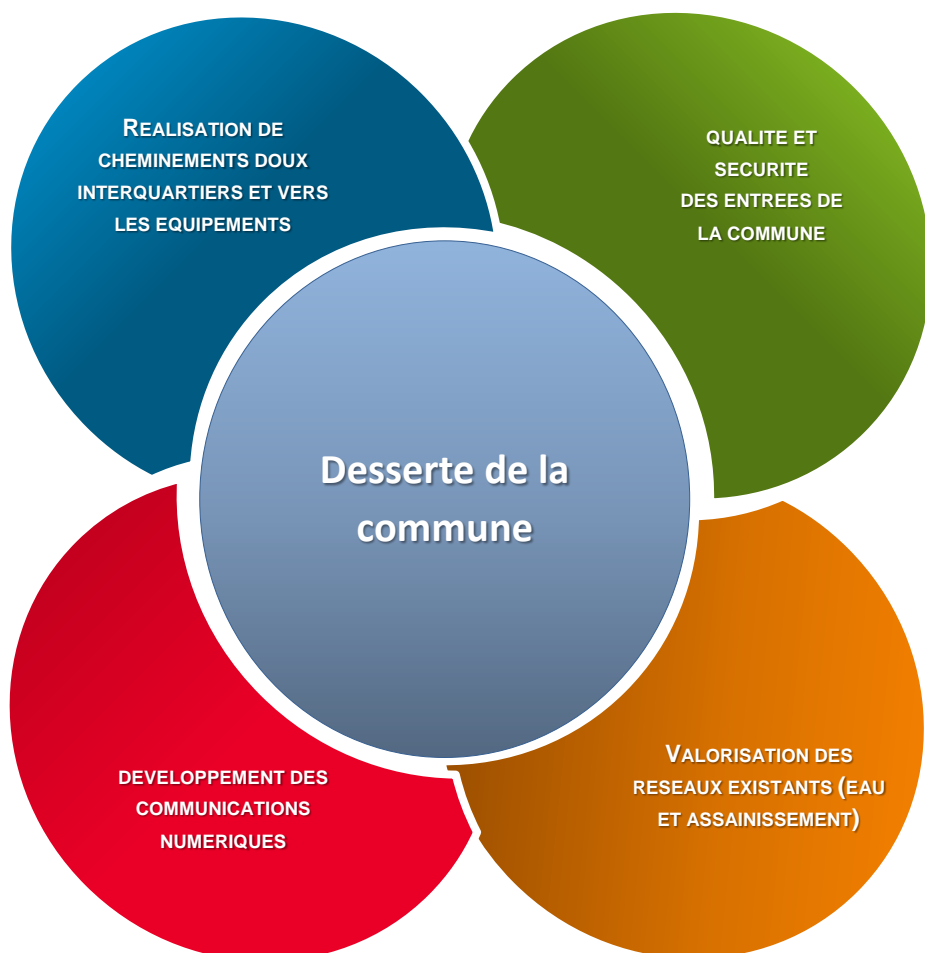 REALISATION DE
CHEMINEMENTS DOUX
INTERQUARTIERS ET VERS
LES EQUIPEMENTS
QUALITE ET
SECURITE
DES ENTREES DE
LA COMMUNE
Desserte de la
commune
DEVELOPPEMENT DES
COMMUNICATIONS
NUMERIQUES
VALORISATION DES
RESEAUX EXISTANTS (EAU
ET ASSAINISSEMENT)